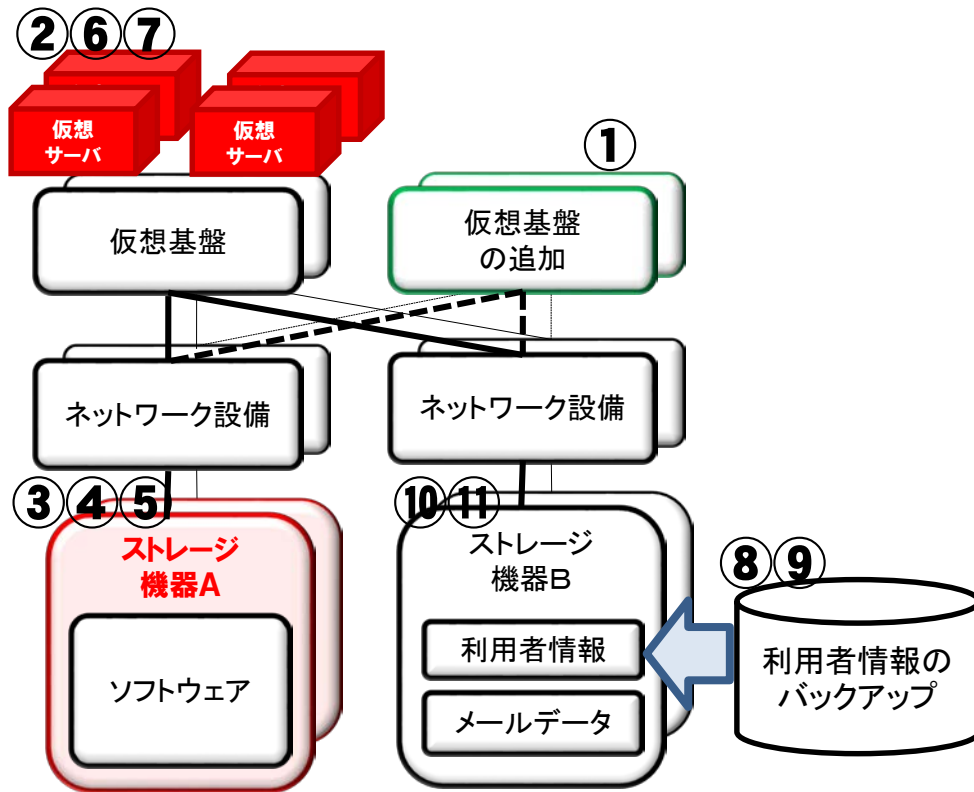 ②⑥⑦
仮想
サーバ
仮想
サーバ
①
仮想基盤
仮想基盤
の追加
ネットワーク設備
ネットワーク設備
③④⑤
⑩⑪
ストレージ
機器A
ストレージ
機器B
⑧⑨
ソフトウェア
利用者情報
メールデータ
利用者情報の
バックアップ